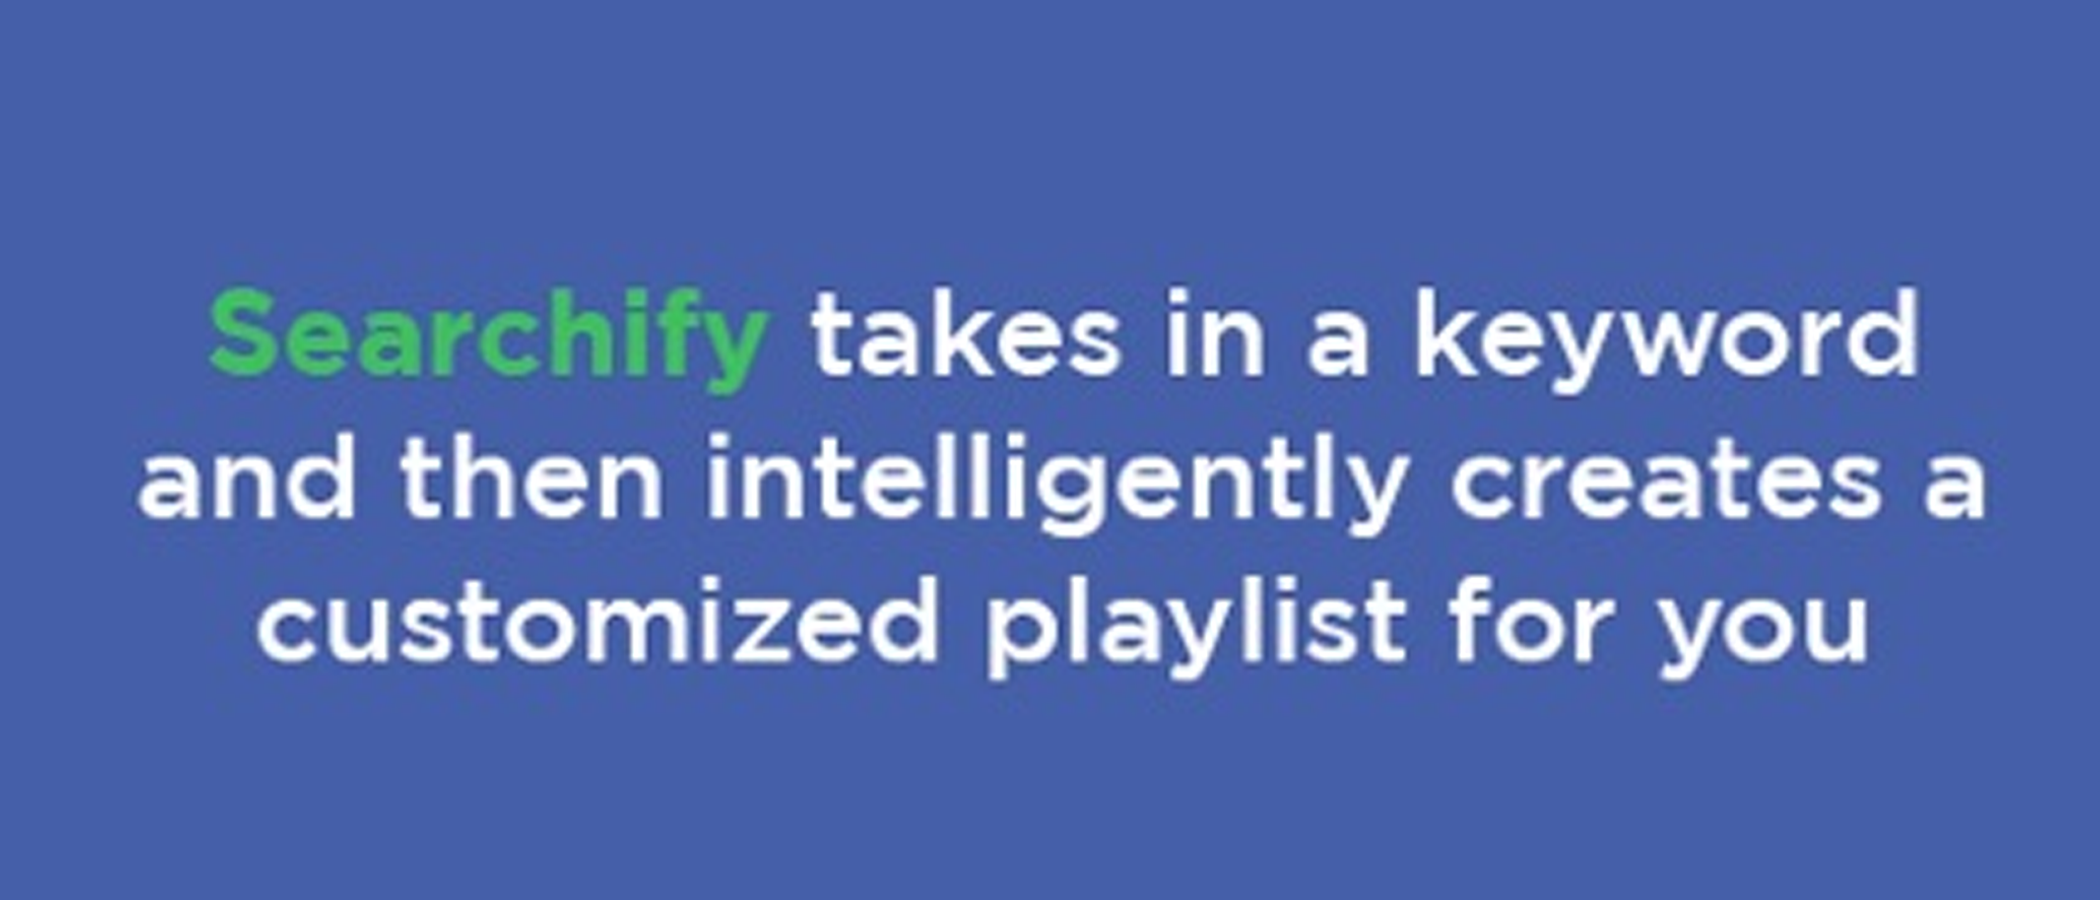 Searchify takes in a keyword
and then intelligently creates a
customized playlist for you